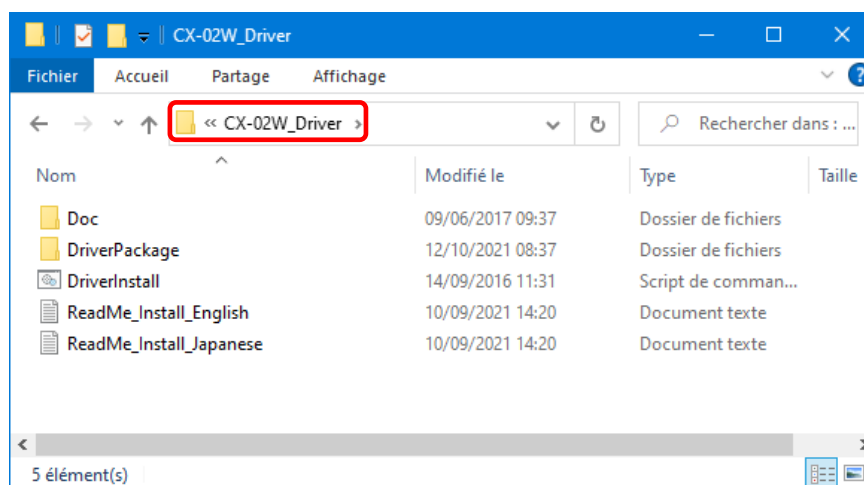 CX-02W_Driver
Fichier Accueil Partage Affichage ?
« CX-02W_Driver › Rechercher dans : ...
Nom Modifié le Type Taille
Doc 09/06/2017 09:37 Dossier de fichiers
DriverPackage 12/10/2021 08:37 Dossier de fichiers
DriverInstall 14/09/2016 11:31 Script de comman...
ReadMe_Install_English 10/09/2021 14:20 Document texte
ReadMe_Install_Japanese 10/09/2021 14:20 Document texte
5 élément(s)